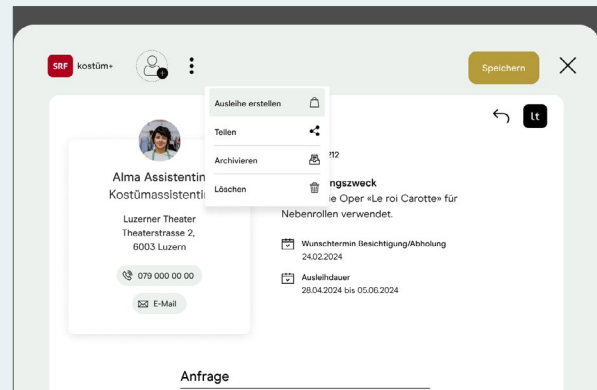 SRF kostüm+
Speichern
Ausleihe erstellen
Teilen
Archivieren
Löschen
lt
212
ngszweck
ie Oper «Le roi Carotte» für
Nebenrollen verwendet.
Wunschtermin Besichtigung/Abholung
24.02.2024
Ausleihdauer
28.04.2024 bis 05.06.2024
Alma Assistentin
Kostümassistenti
Luzerner Theater
Theaterstrasse 2,
6003 Luzern
079 000 00 00
E-Mail
Anfrage